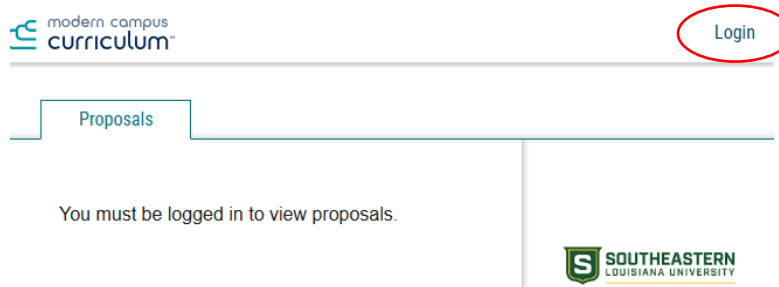 modern campus
curriculum™
Login
Proposals
You must be logged in to view proposals.
S SOUTHEASTERN
LOUISIANA UNIVERSITY